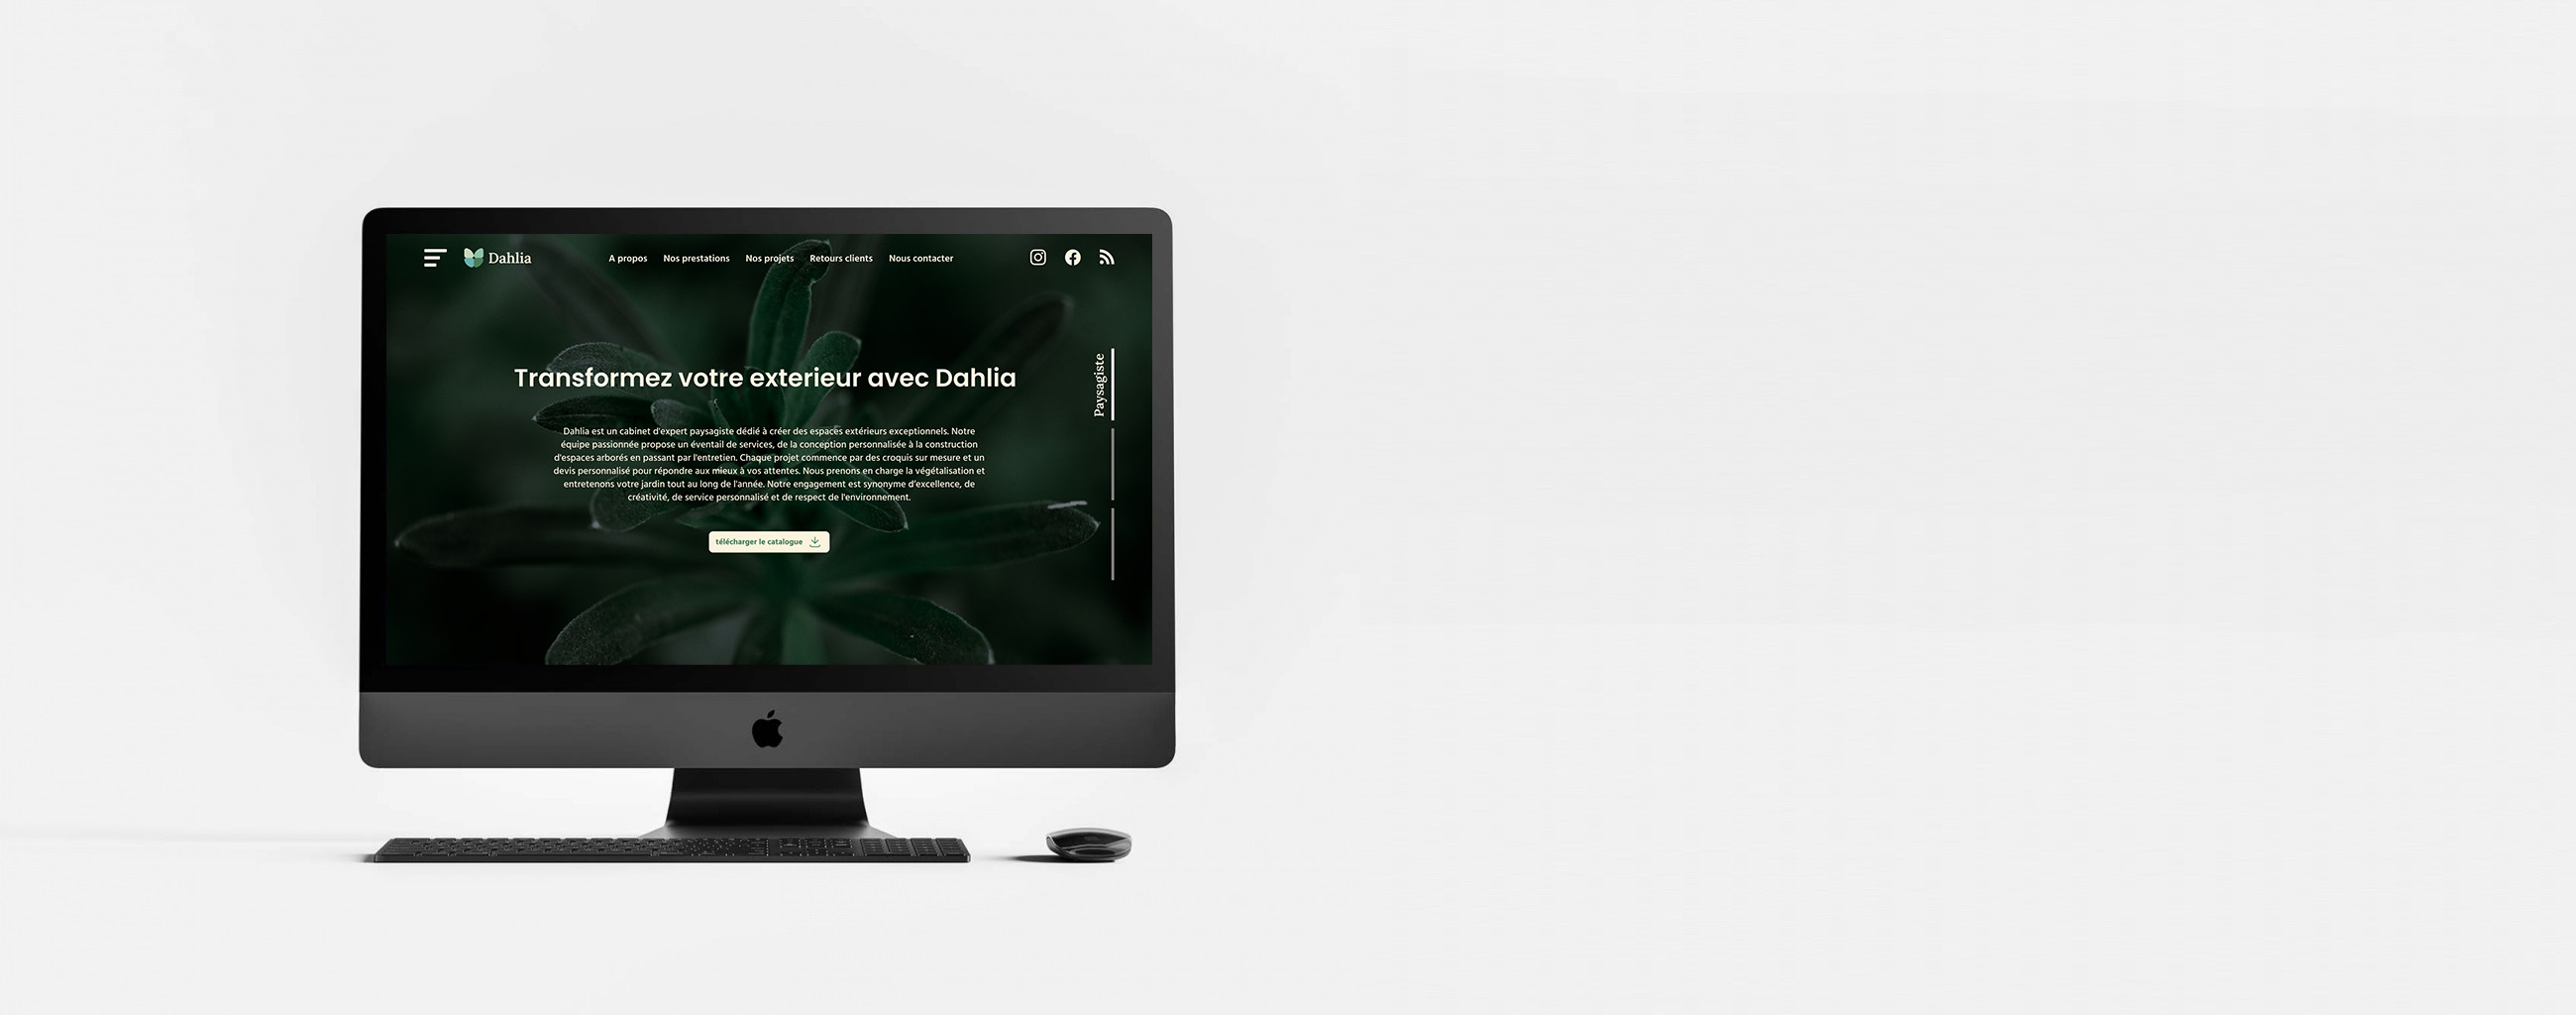 Dahlia
A propos
Nos prestations
Nos projets
Retours clients
Nous contacter
Transformez votre exterieur avec Dahlia
Paysagiste
Dahlia est un cabinet d'expert paysagiste dédié à créer des espaces extérieurs exceptionnels. Notre
équipe passionnée propose un éventail de services, de la conception personnalisée à la construction
d'espaces arborés en passant par l'entretien. Chaque projet commence par des croquis sur mesure et un
devis personnalisé pour répondre aux mieux à vos attentes. Nous prenons en charge la végétalisation et
entretenons votre jardin tout au long de l'année. Notre engagement est synonyme d'excellence, de
créativité, de service personnalisé et de respect de l'environnement.
télécharger le catalogue